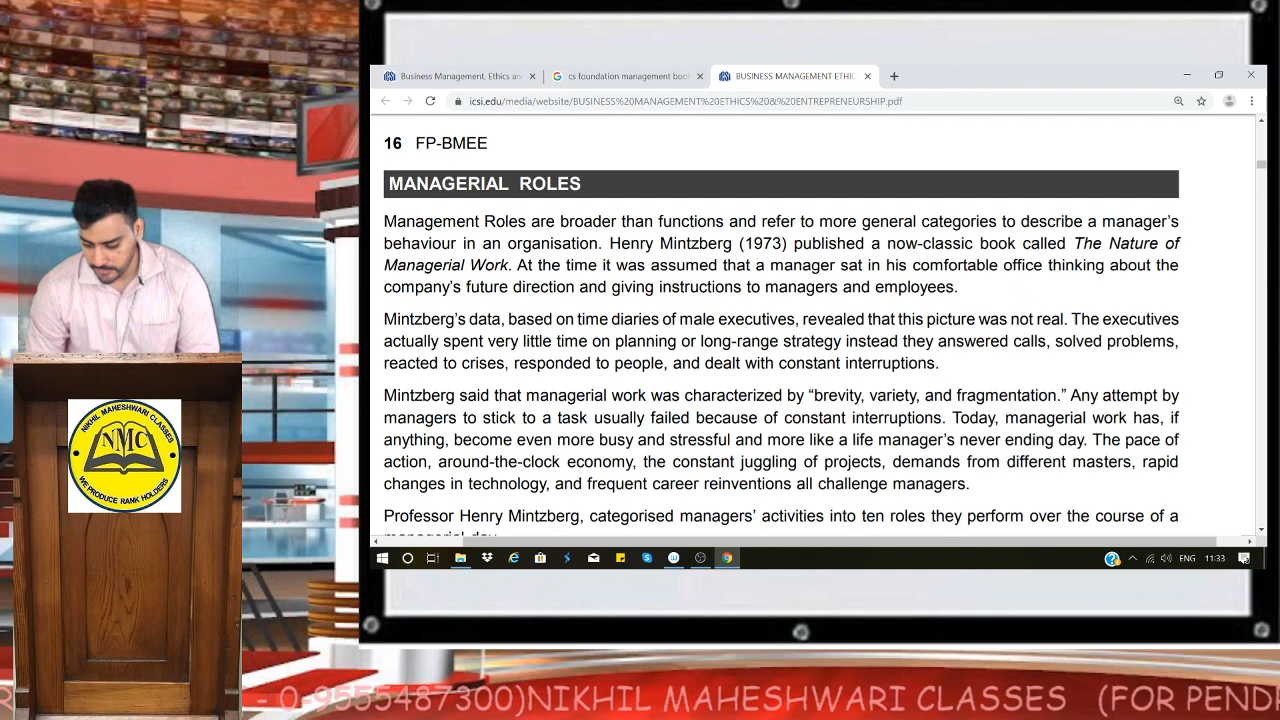 Business Management. Ethics an
cs foundation management book
BUSINESS MANAGEMENT ETHIC
icsi.edu/media/website/BUSINESS%20MANAGEMENT%20ETHICS%20&%20ENTREPRENEURSHIP.pdf
16 FP-BMEE
MANAGERIAL ROLES
Management Roles are broader than functions and refer to more general categories to describe a manager's
behaviour in an organisation. Henry Mintzberg (1973) published a now-classic book called The Nature of
Managerial Work. At the time it was assumed that a manager sat in his comfortable office thinking about the
company's future direction and giving instructions to managers and employees.
Mintzberg's data, based on time diaries of male executives, revealed that this picture was not real. The executives
actually spent very little time on planning or long-range strategy instead they answered calls, solved problems,
reacted to crises, responded to people, and dealt with constant interruptions.
Mintzberg said that managerial work was characterized by "brevity, variety, and fragmentation." Any attempt by
managers to stick to a task usually failed because of constant interruptions. Today, managerial work has, if
anything, become even more busy and stressful and more like a life manager's never ending day. The pace of
action, around-the-clock economy, the constant juggling of projects, demands from different masters, rapid
changes in technology, and frequent career reinventions all challenge managers.
Professor Henry Mintzberg, categorised managers' activities into ten roles they perform over the course of a
managerial day
ENG 11:33
NIKHIL MAHESHWARI CLASSES
NMC
WE PRODUCE RANK HOLDERS
- 0-9555487300)NIKHIL MAHESHWARI CLASSES (FOR PEND